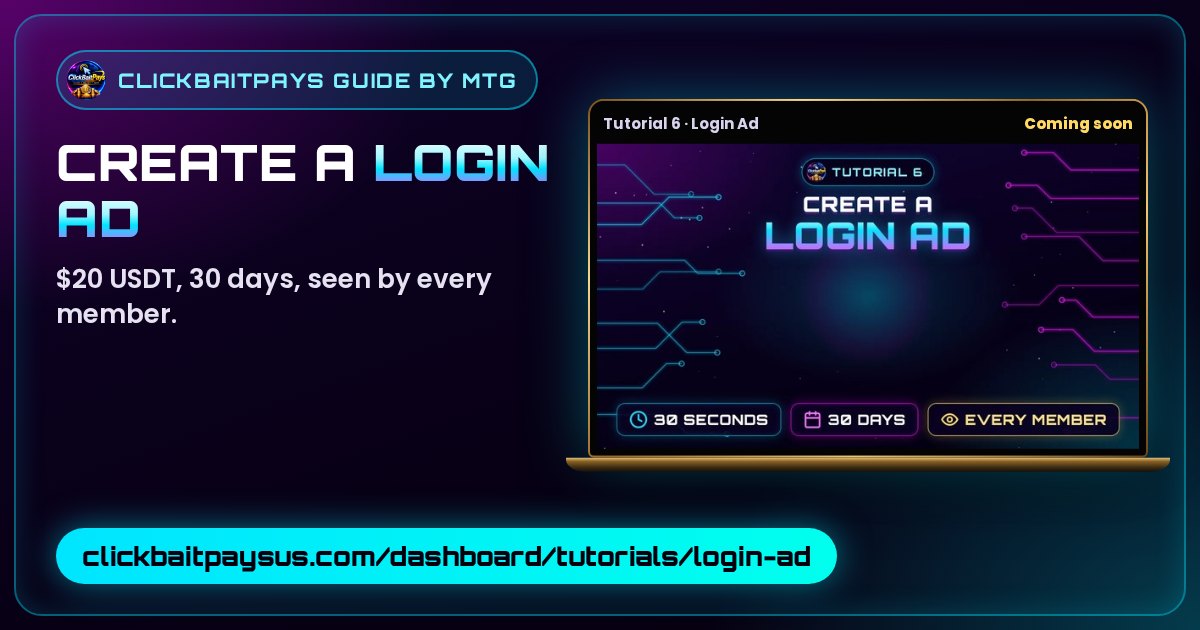 ClickBaitPays
CLICKBAITPAYS GUIDE BY MTG
CREATE A LOGIN
AD
$20 USDT, 30 days, seen by every
member.
Tutorial 6 · Login Ad
Coming soon
TUTORIAL 6
CREATE A
LOGIN AD
30 SECONDS
30 DAYS
EVERY MEMBER
clickbaitpaysus.com/dashboard/tutorials/login-ad